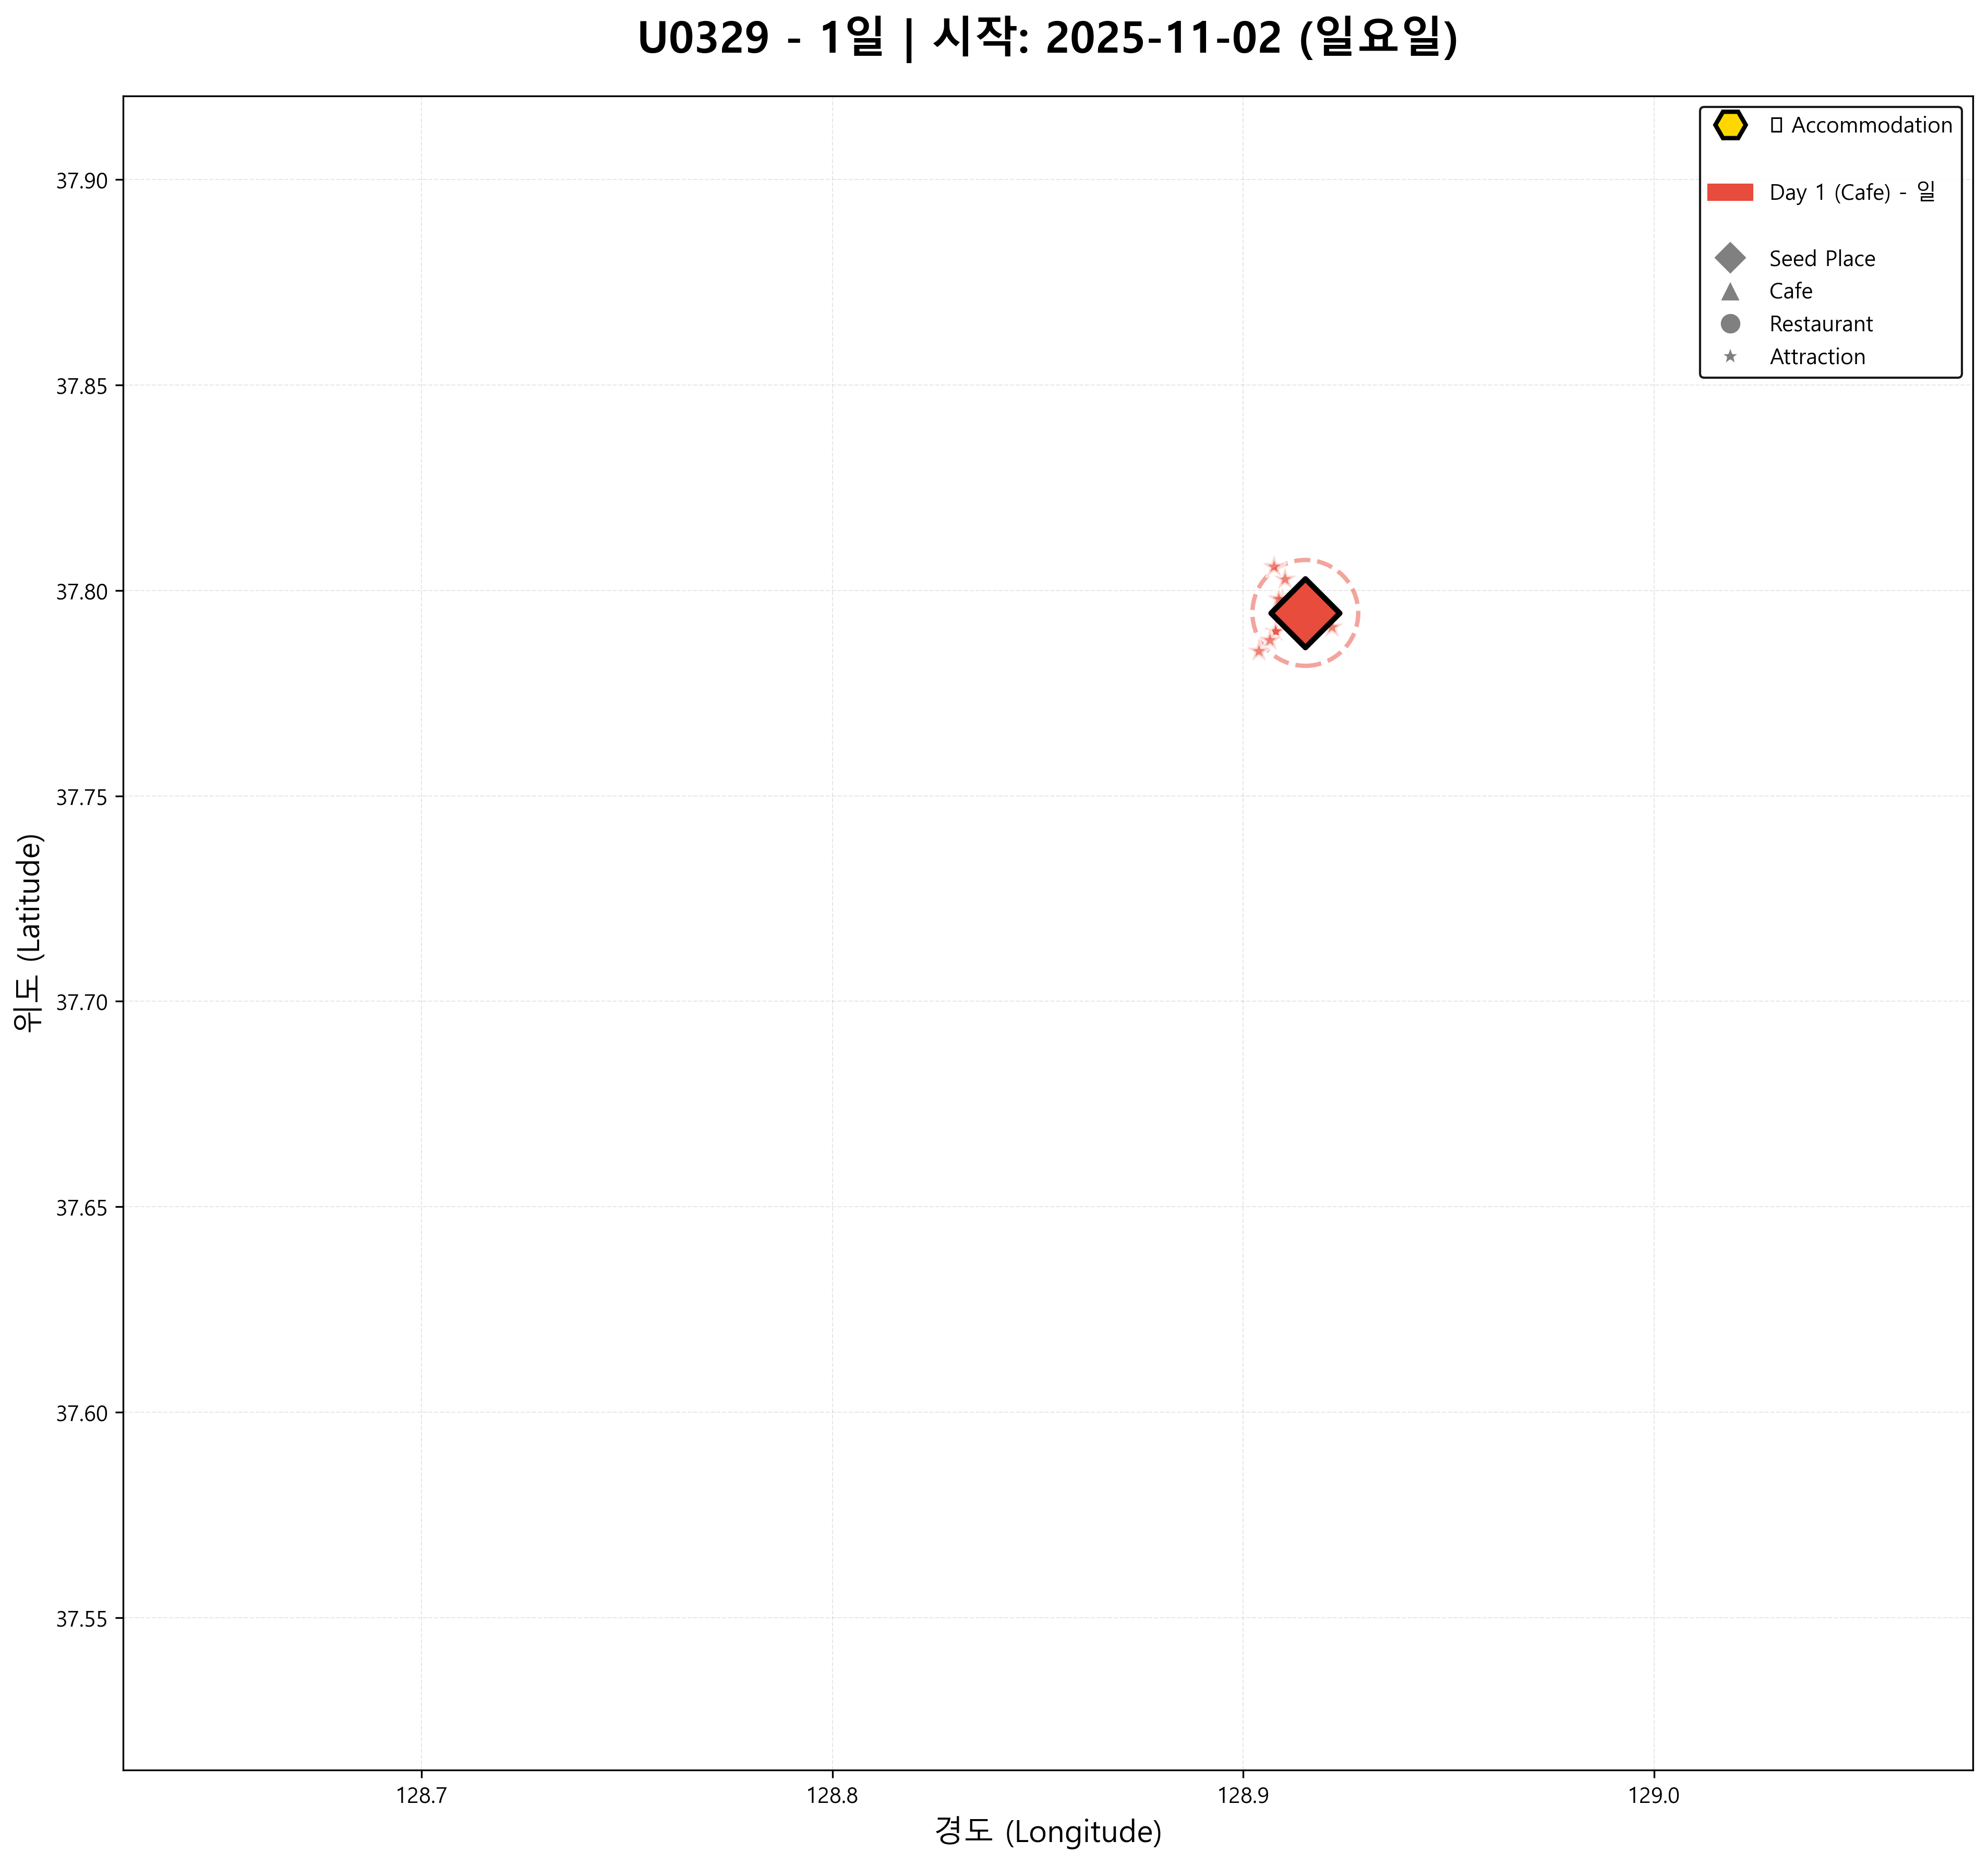 U0329 - 1일 | 시작: 2025-11-02 (일요일)
Accommodation
Day 1 (Cafe) - 일
Seed Place
Cafe
Restaurant
Attraction
37.90
37.85
37.80
37.75
37.70
37.65
37.60
37.55
위도 (Latitude)
128.7
128.8
128.9
129.0
경도 (Longitude)